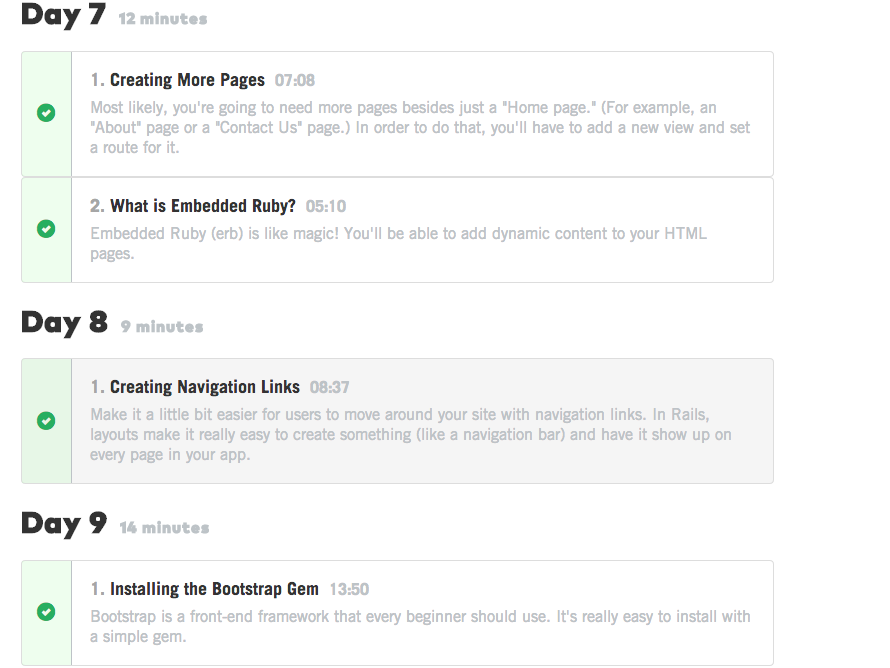 Day 7 12 minutes
1. Creating More Pages 07:08
Most likely, you're going to need more pages besides just a "Home page." (For example, an
"About" page or a "Contact Us" page.) In order to do that, you'll have to add a new view and set
a route for it.
2. What is Embedded Ruby? 05:10
Embedded Ruby (erb) is like magic! You'll be able to add dynamic content to your HTML
pages.
Day 8 9 minutes
1. Creating Navigation Links 08:37
Make it a little bit easier for users to move around your site with navigation links. In Rails,
layouts make it really easy to create something (like a navigation bar) and have it show up on
every page in your app.
Day 9 14 minutes
1. Installing the Bootstrap Gem 13:50
Bootstrap is a front-end framework that every beginner should use. It's really easy to install with
a simple gem.